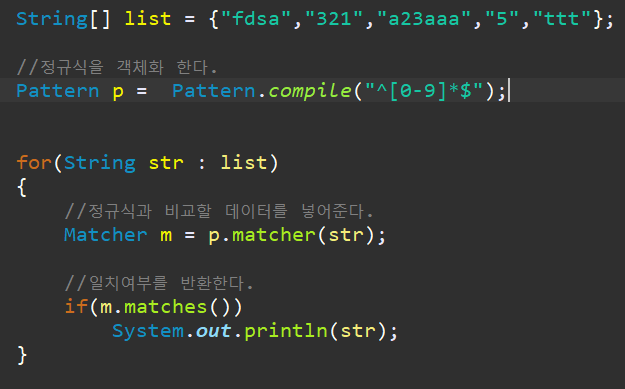 String[] list = {"fdsa","321","a23aaa","5","ttt"};
//정규식을 객체화 한다.
Pattern p =  Pattern.compile("^[0-9]*$");
for(String str : list)
{
//정규식과 비교할 데이터를 넣어준다.
Matcher m = p.matcher(str);
//일치여부를 반환한다.
if(m.matches())
System.out.println(str);
}